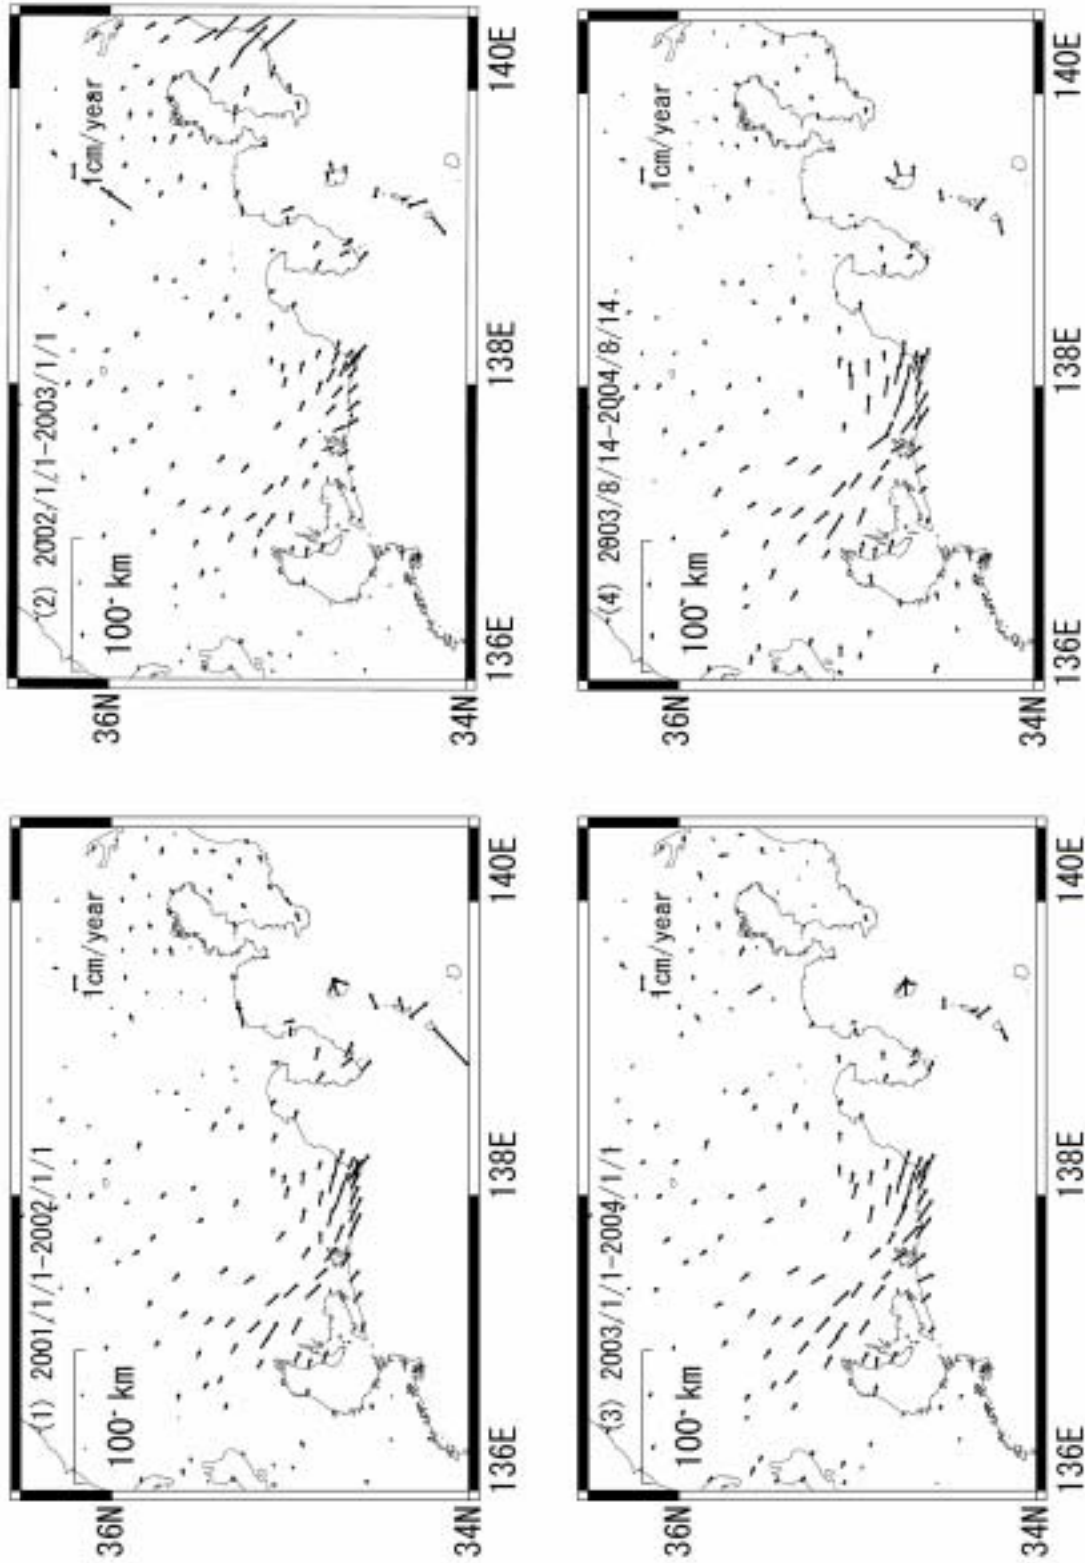 (1) 2001/1/1-2002/1/1
36N
34N
100 km
1cm/year
136E
138E
140E
(2) 2002/1/1-2003/1/1
36N
34N
100 km
1cm/year
136E
138E
140E
(3) 2003/1/1-2004/1/1
36N
34N
100 km
1cm/year
136E
138E
140E
(4) 2003/8/14-2004/8/14
36N
34N
100 km
1cm/year
136E
138E
140E